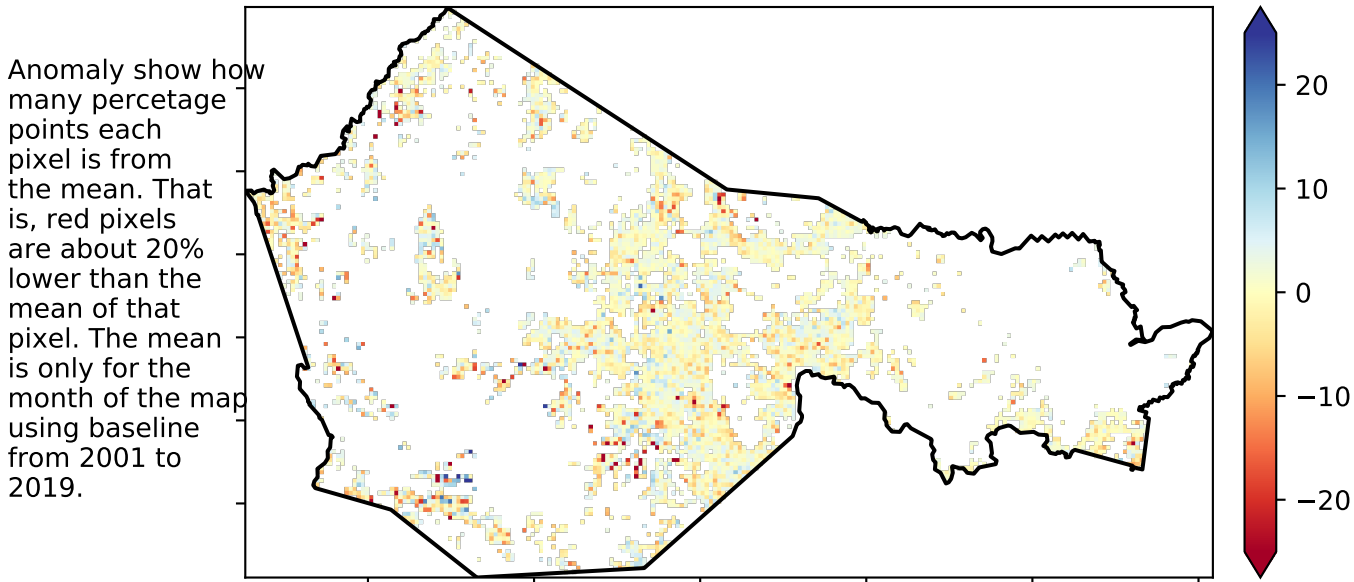 Anomaly show how
many percetage
points each
pixel is from
the mean. That
is, red pixels
are about 20%
lower than the
mean of that
pixel. The mean
is only for the
month of the map
using baseline
from 2001 to
2019.
20
10
0
−10
−20